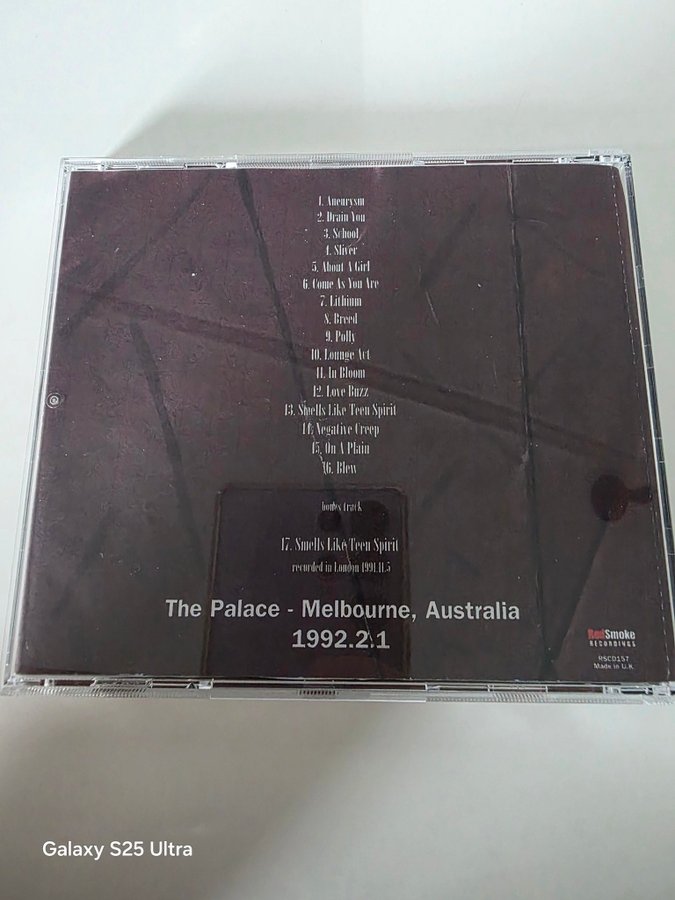 1. Aneurysm
2. Drain You
3. School
4. Sliver
5. About A Girl
6. Come As You Are
7. Lithium
8. Breed
9. Polly
10. Lounge Act
11. In Bloom
12. Love Buzz
13. Smells Like Teen Spirit
14. Negative Creep
15. On A Plain
16. Blew
bonus track
17. Smells Like Teen Spirit
recorded in London 1991.11.5
The Palace - Melbourne, Australia
1992.2.1
RedSmoke
RECORDINGS
RSCD157
Made in U.K
Galaxy S25 Ultra